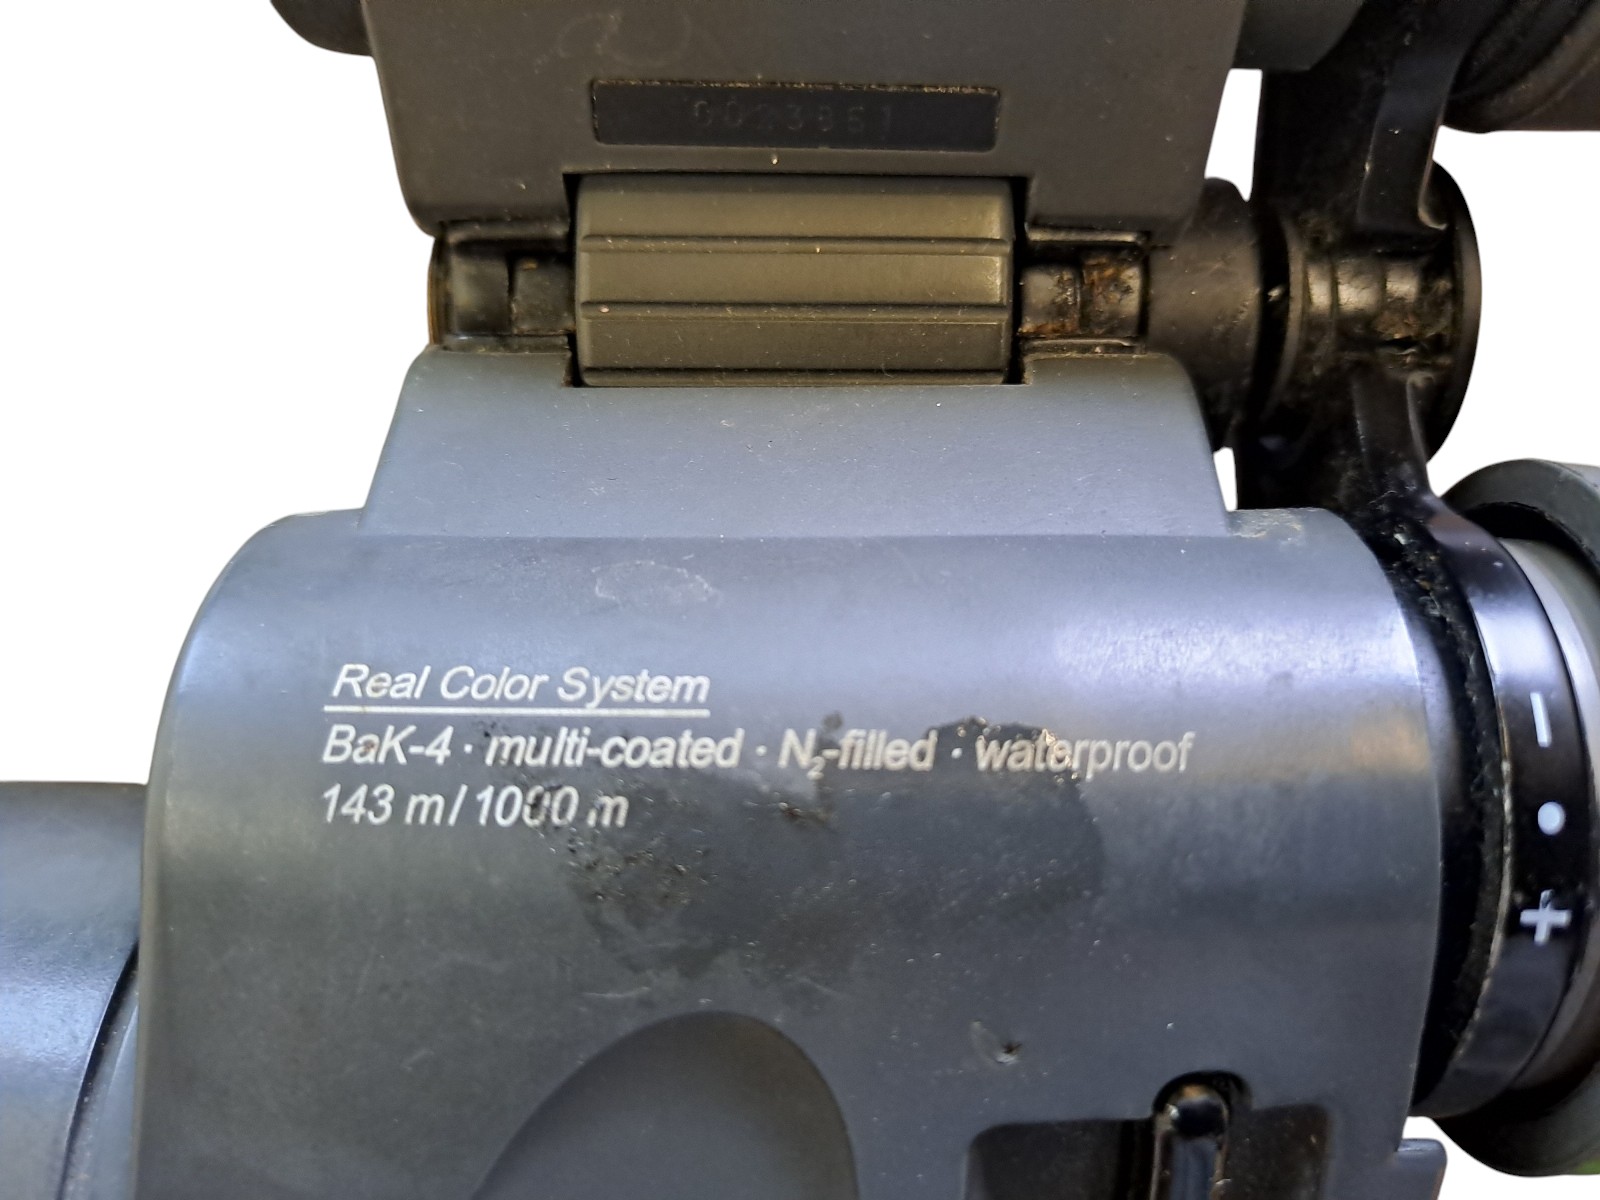 Real Color System
BaK-4 · multi-coated · N₂-filled · waterproof
143 m/1000 m
− • +